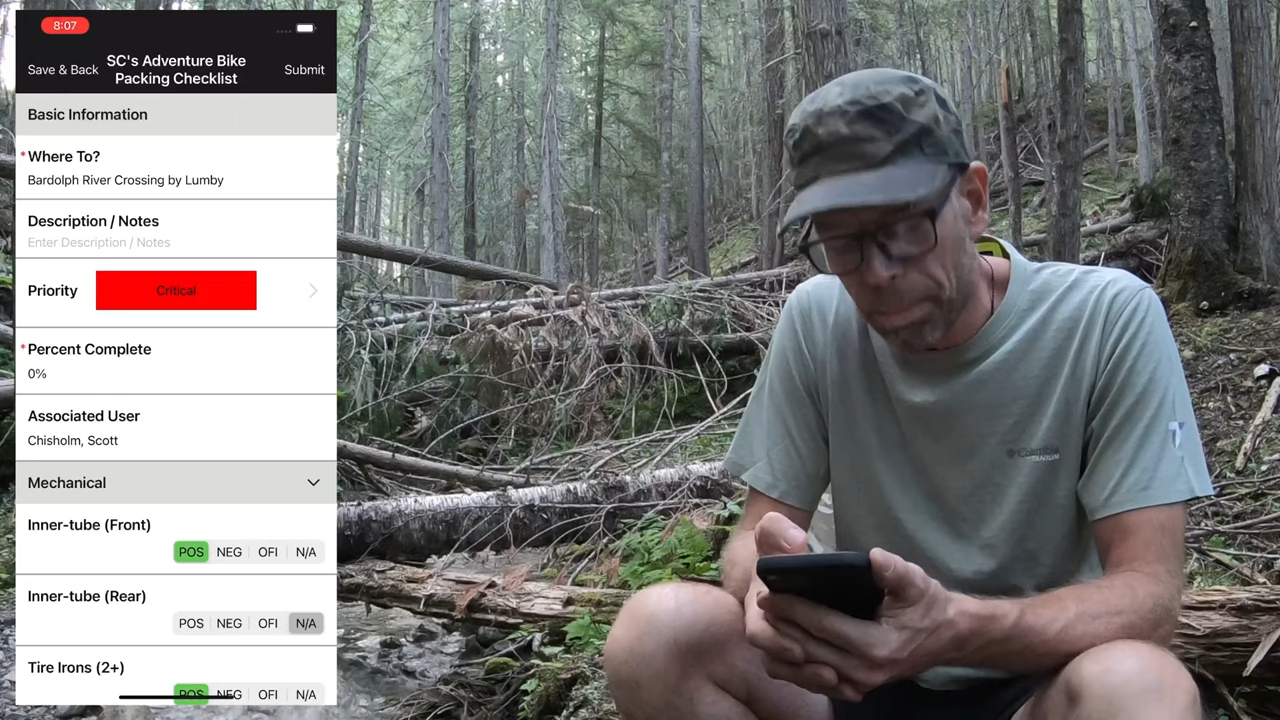 8:07
Save & Back
SC's Adventure Bike
Packing Checklist
Submit
Basic Information
* Where To?
Bardolph River Crossing by Lumby
Description / Notes
Enter Description / Notes
Priority
Critical
* Percent Complete
0%
Associated User
Chisholm, Scott
Mechanical
Inner-tube (Front)
POS NEG OFI N/A
Inner-tube (Rear)
POS NEG OFI N/A
Tire Irons (2+)
POS NEG OFI N/A
Columbia
TITANIUM